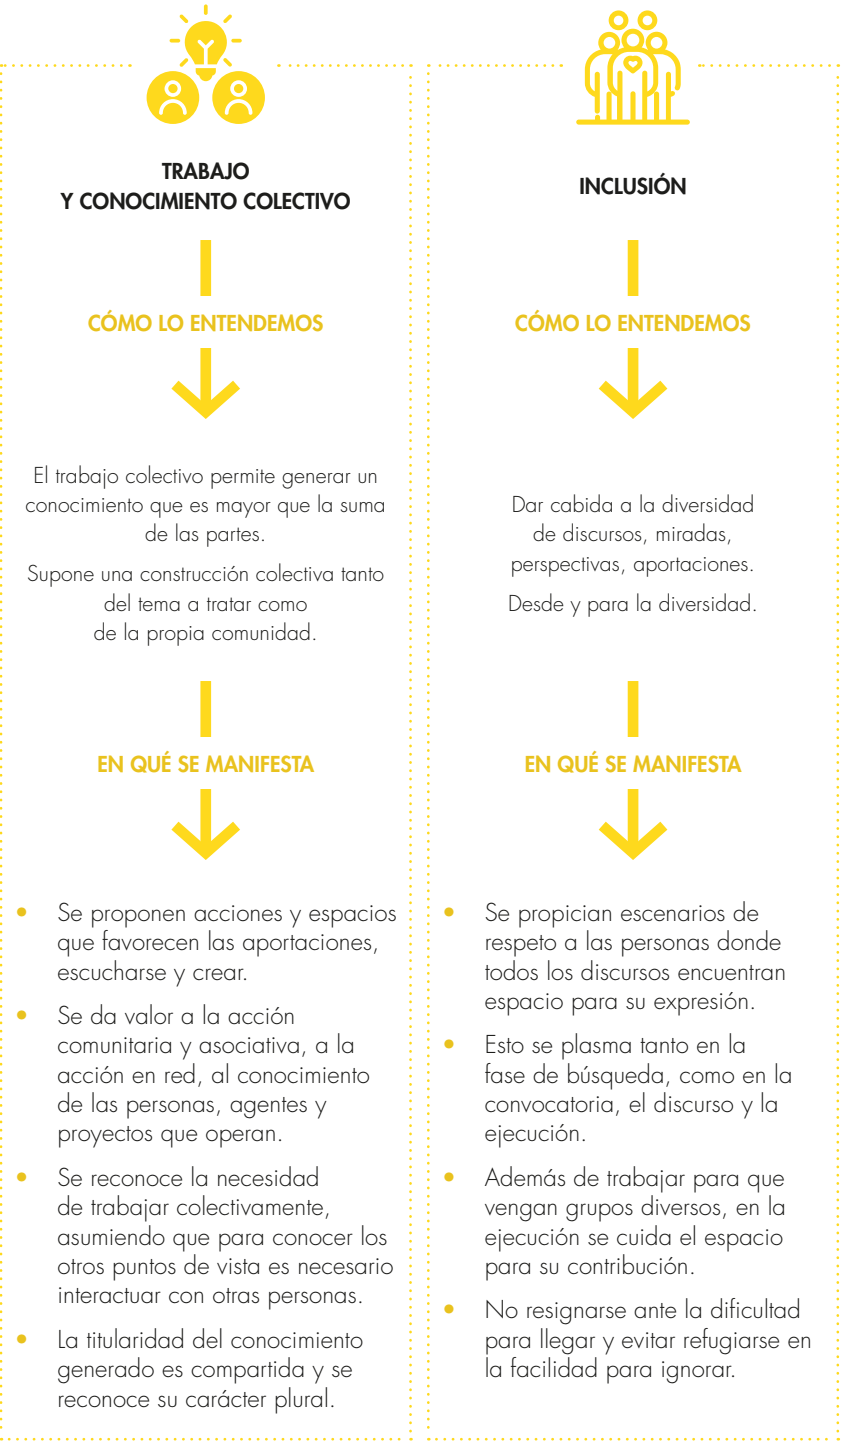 TRABAJO
Y CONOCIMIENTO COLECTIVO
CÓMO LO ENTENDEMOS
El trabajo colectivo permite generar un
conocimiento que es mayor que la suma
de las partes.
Supone una construcción colectiva tanto
del tema a tratar como
de la propia comunidad.
EN QUÉ SE MANIFESTA
• Se proponen acciones y espacios
que favorecen las aportaciones,
escucharse y crear.
• Se da valor a la acción
comunitaria y asociativa, a la
acción en red, al conocimiento
de las personas, agentes y
proyectos que operan.
• Se reconoce la necesidad
de trabajar colectivamente,
asumiendo que para conocer los
otros puntos de vista es necesario
interactuar con otras personas.
• La titularidad del conocimiento
generado es compartida y se
reconoce su carácter plural.
INCLUSIÓN
CÓMO LO ENTENDEMOS
Dar cabida a la diversidad
de discursos, miradas,
perspectivas, aportaciones.
Desde y para la diversidad.
EN QUÉ SE MANIFESTA
• Se propician escenarios de
respeto a las personas donde
todos los discursos encuentran
espacio para su expresión.
• Esto se plasma tanto en la
fase de búsqueda, como en la
convocatoria, el discurso y la
ejecución.
• Además de trabajar para que
vengan grupos diversos, en la
ejecución se cuida el espacio
para su contribución.
• No resignarse ante la dificultad
para llegar y evitar refugiarse en
la facilidad para ignorar.